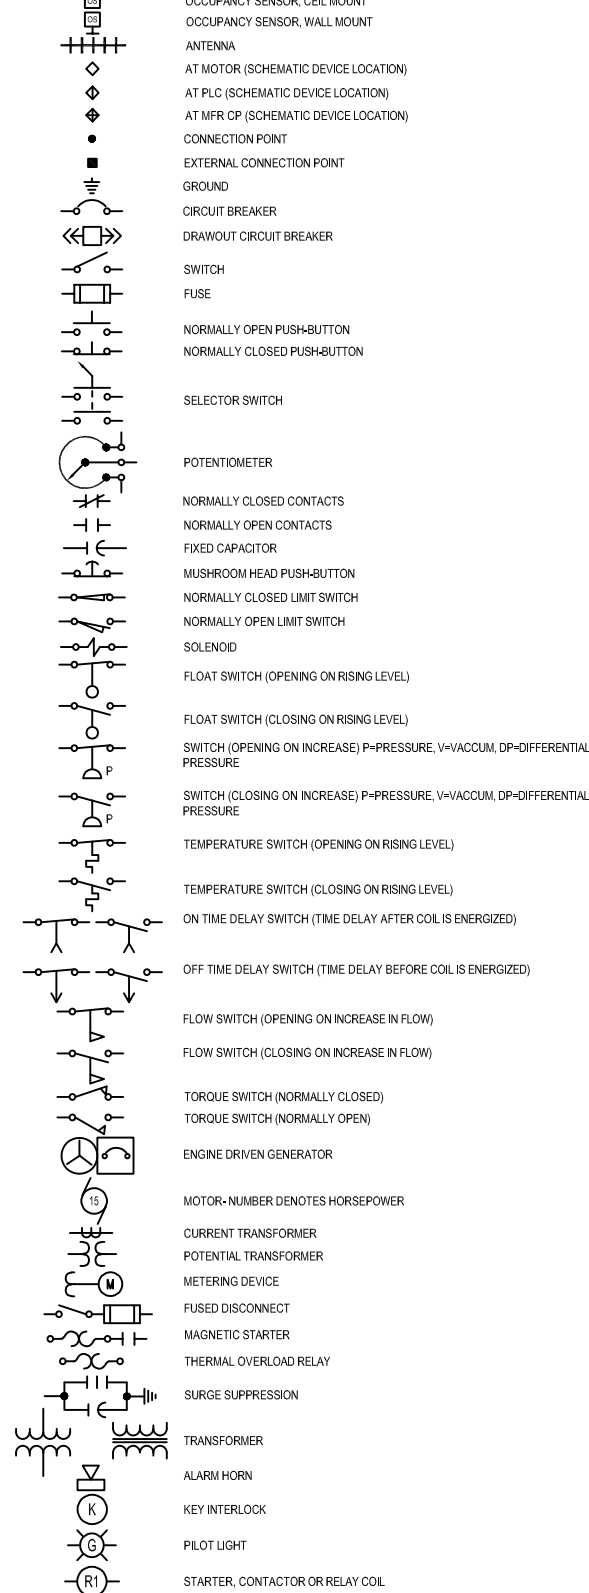 OS OCCUPANCY SENSOR, CEIL MOUNT
OS OCCUPANCY SENSOR, WALL MOUNT
ANTENNA
AT MOTOR (SCHEMATIC DEVICE LOCATION)
AT PLC (SCHEMATIC DEVICE LOCATION)
AT MFR CP (SCHEMATIC DEVICE LOCATION)
CONNECTION POINT
EXTERNAL CONNECTION POINT
GROUND
CIRCUIT BREAKER
DRAWOUT CIRCUIT BREAKER
SWITCH
FUSE
NORMALLY OPEN PUSH-BUTTON
NORMALLY CLOSED PUSH-BUTTON
SELECTOR SWITCH
POTENTIOMETER
NORMALLY CLOSED CONTACTS
NORMALLY OPEN CONTACTS
FIXED CAPACITOR
MUSHROOM HEAD PUSH-BUTTON
NORMALLY CLOSED LIMIT SWITCH
NORMALLY OPEN LIMIT SWITCH
SOLENOID
FLOAT SWITCH (OPENING ON RISING LEVEL)
FLOAT SWITCH (CLOSING ON RISING LEVEL)
SWITCH (OPENING ON INCREASE) P=PRESSURE, V=VACCUM, DP=DIFFERENTIAL
P PRESSURE
SWITCH (CLOSING ON INCREASE) P=PRESSURE, V=VACCUM, DP=DIFFERENTIAL
P PRESSURE
TEMPERATURE SWITCH (OPENING ON RISING LEVEL)
TEMPERATURE SWITCH (CLOSING ON RISING LEVEL)
ON TIME DELAY SWITCH (TIME DELAY AFTER COIL IS ENERGIZED)
OFF TIME DELAY SWITCH (TIME DELAY BEFORE COIL IS ENERGIZED)
FLOW SWITCH (OPENING ON INCREASE IN FLOW)
FLOW SWITCH (CLOSING ON INCREASE IN FLOW)
TORQUE SWITCH (NORMALLY CLOSED)
TORQUE SWITCH (NORMALLY OPEN)
ENGINE DRIVEN GENERATOR
15 MOTOR- NUMBER DENOTES HORSEPOWER
CURRENT TRANSFORMER
POTENTIAL TRANSFORMER
M METERING DEVICE
FUSED DISCONNECT
MAGNETIC STARTER
THERMAL OVERLOAD RELAY
SURGE SUPPRESSION
TRANSFORMER
ALARM HORN
K KEY INTERLOCK
G PILOT LIGHT
R1 STARTER, CONTACTOR OR RELAY COIL